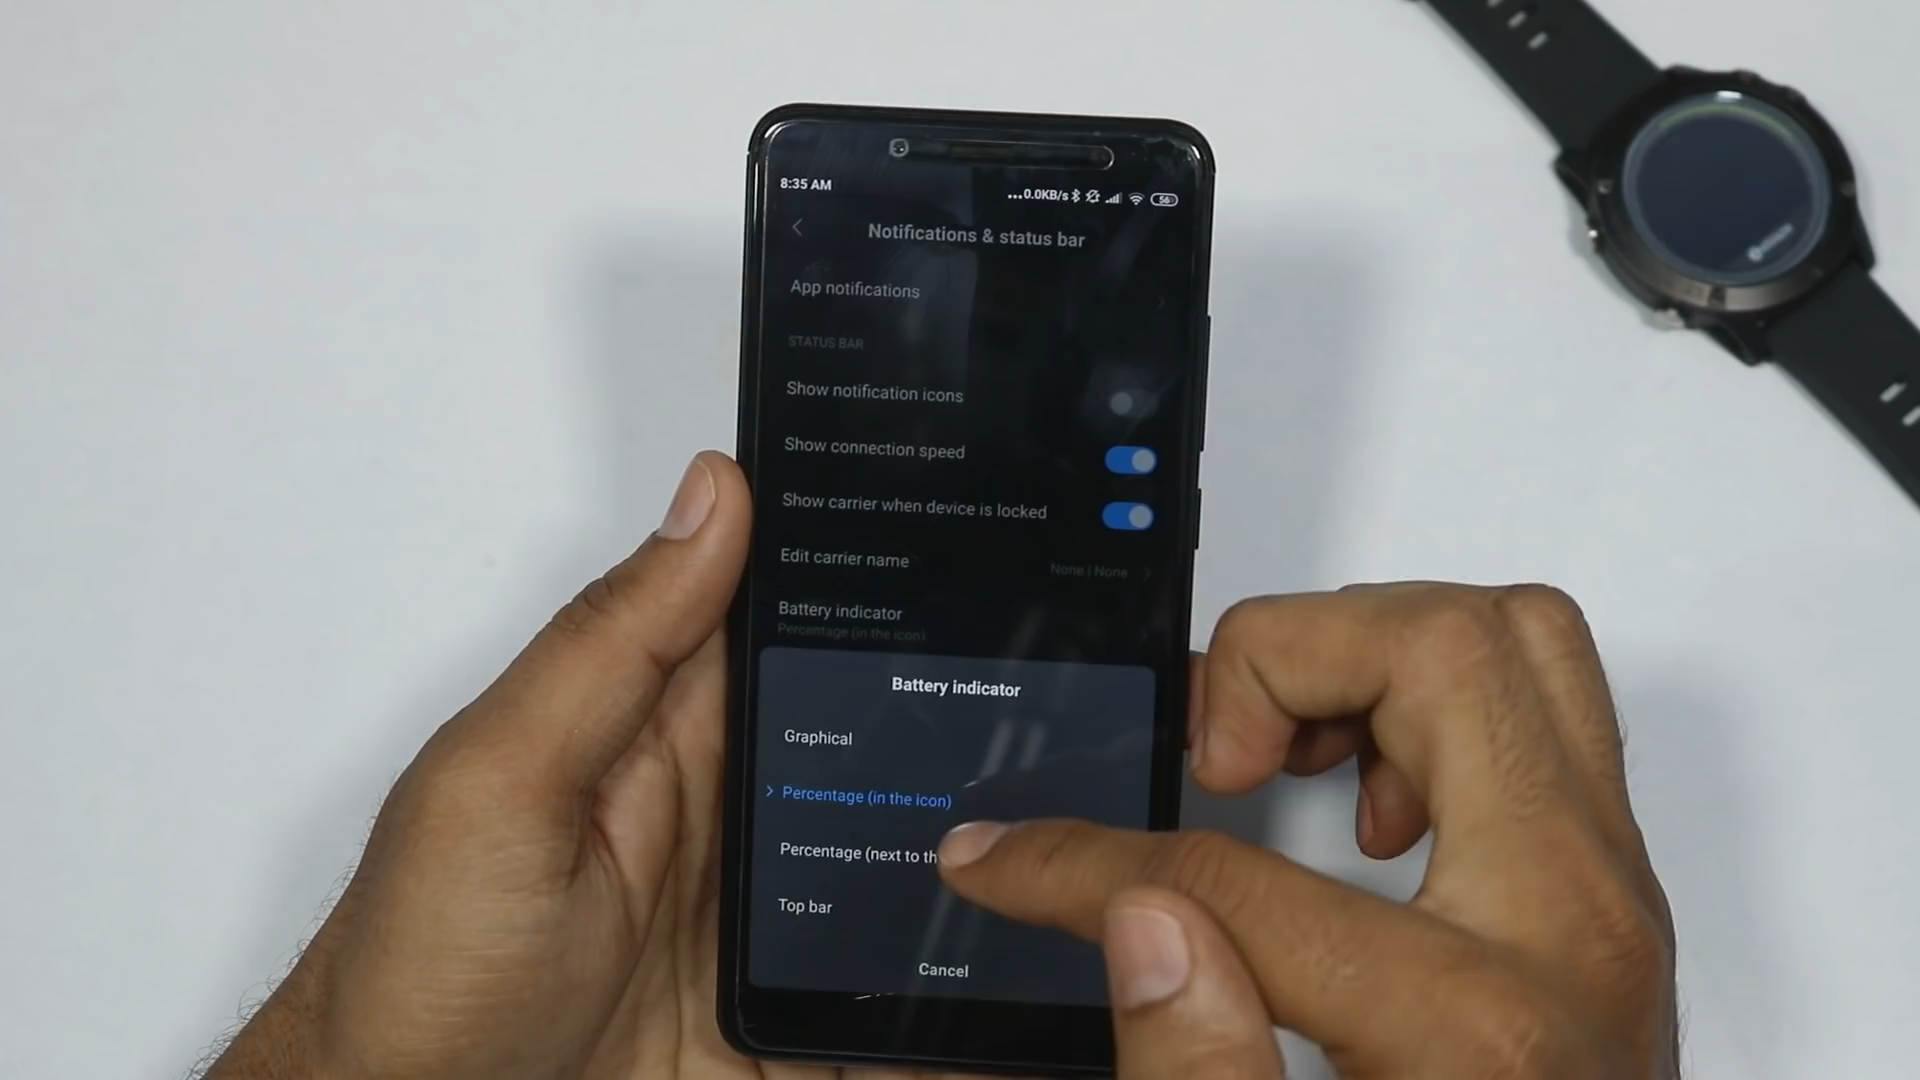 8:35 AM
...0.0KB/s 56
Notifications & status bar
App notifications
STATUS BAR
Show notification icons
Show connection speed
Show carrier when device is locked
Edit carrier name
None | None
Battery indicator
Percentage (in the icon)
Battery indicator
Graphical
Percentage (in the icon)
Percentage (next to th
Top bar
Cancel